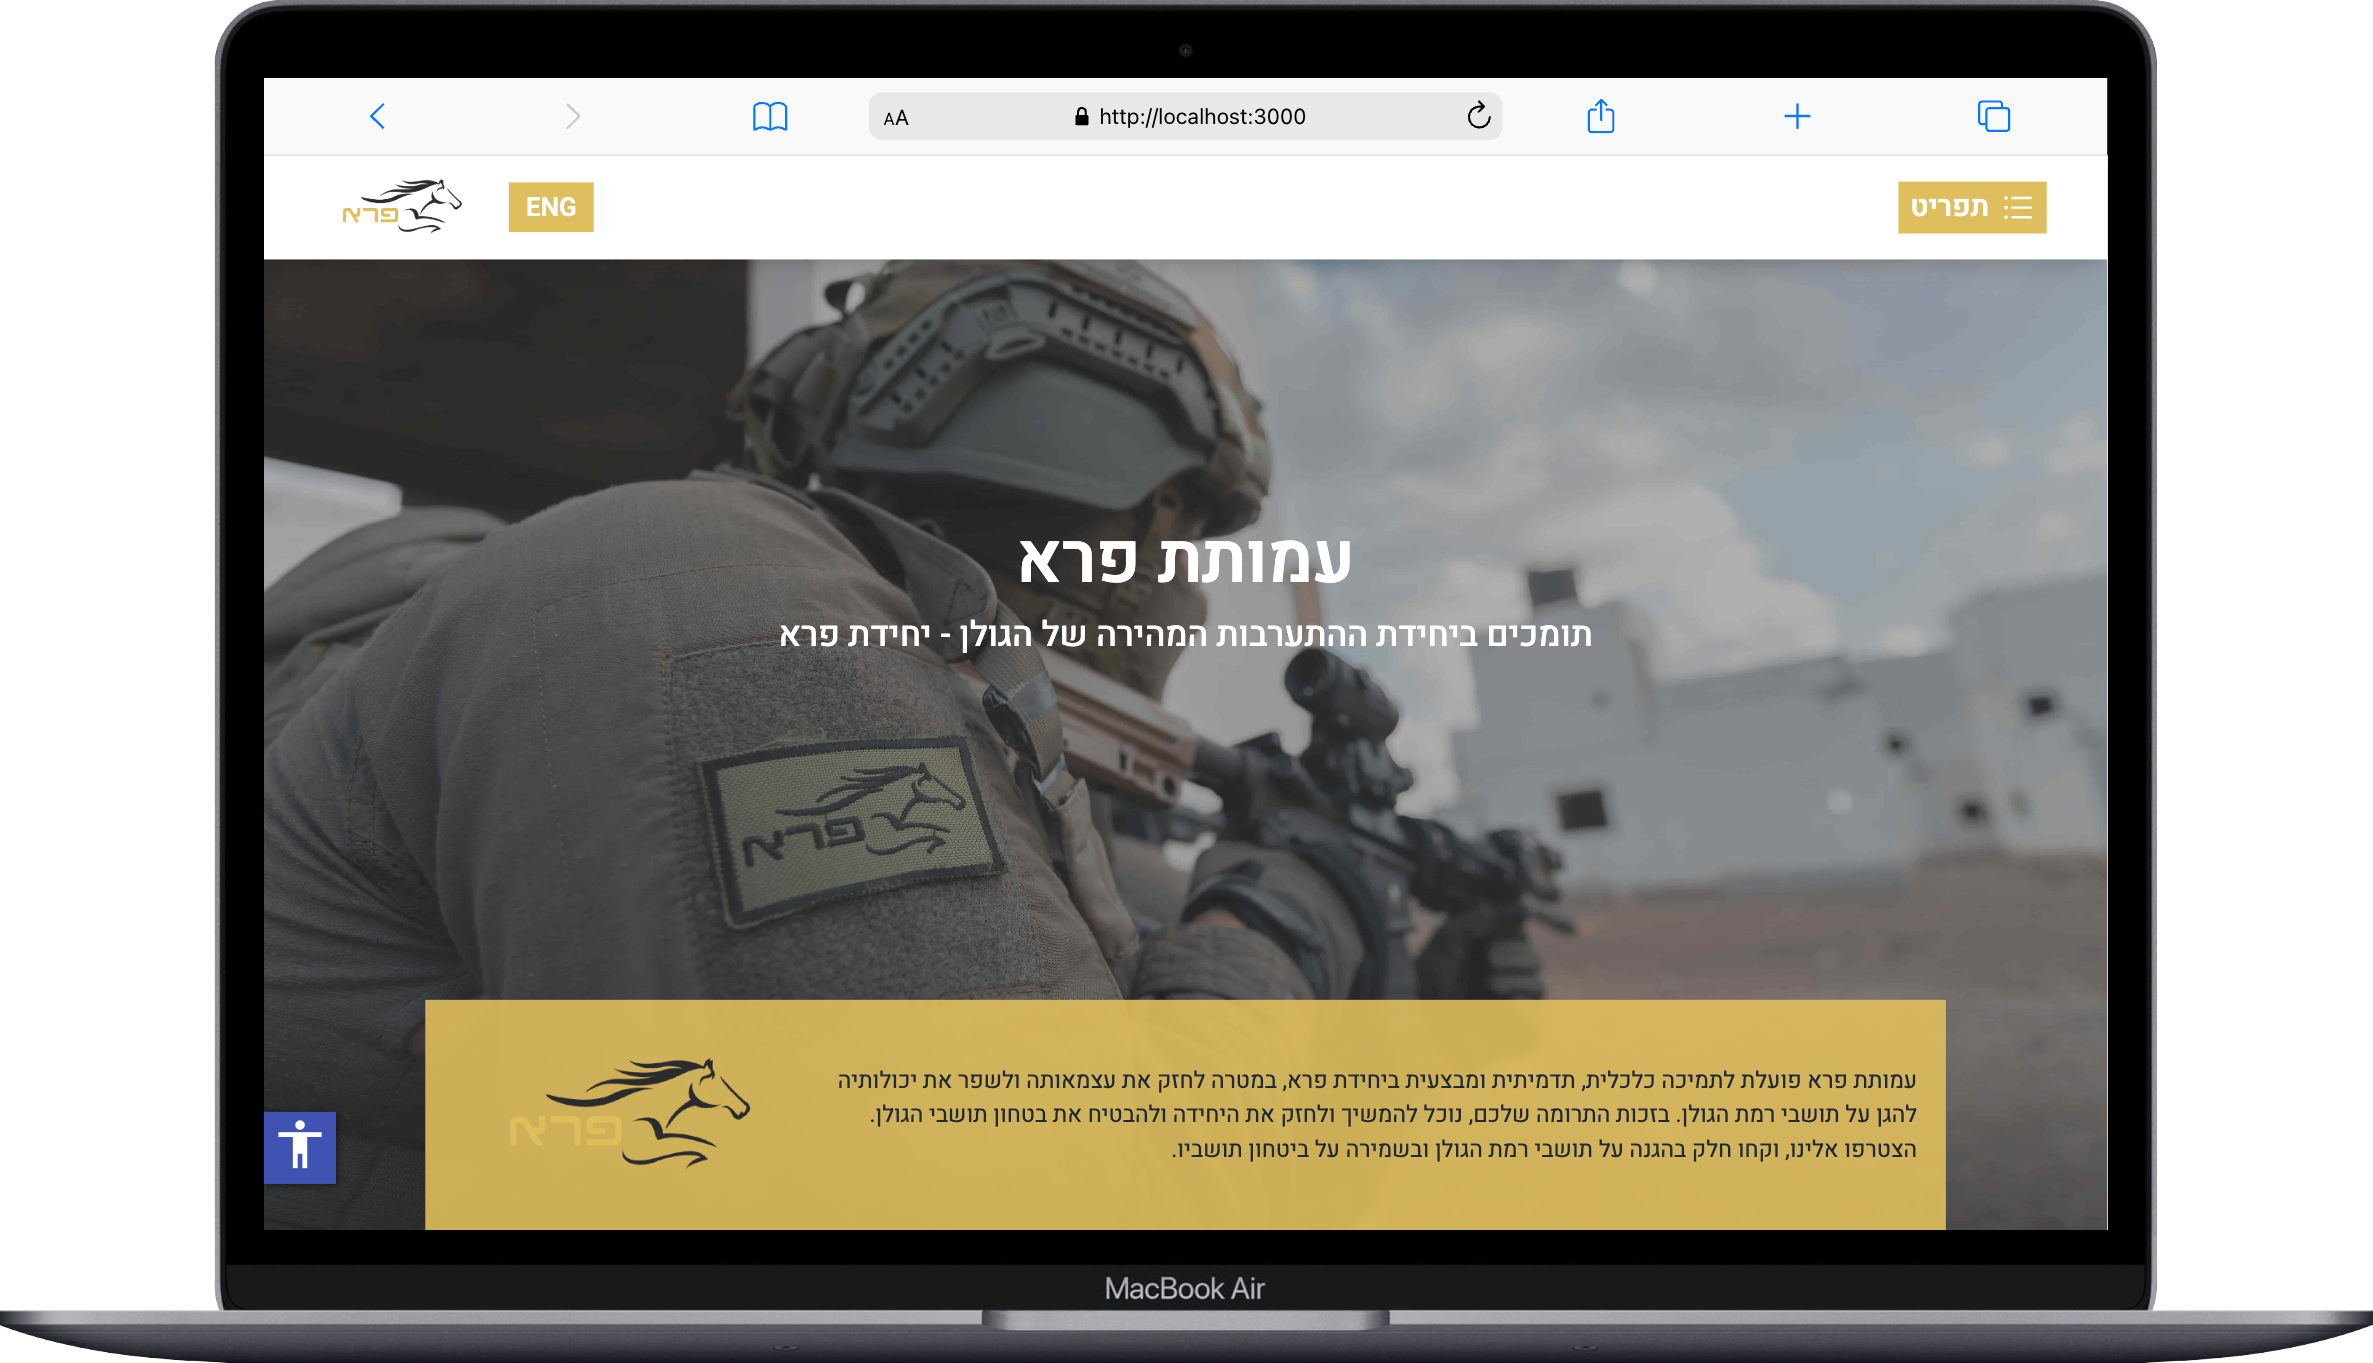 AA
http://localhost:3000
פרא
ENG
תפריט
עמותת פרא
תומכים ביחידת ההתערבות המהירה של הגולן - יחידת פרא
פרא
עמותת פרא פועלת לתמיכה כלכלית, תדמיתית ומבצעית ביחידת פרא, במטרה לחזק את עצמאותה ולשפר את יכולותיה
להגן על תושבי רמת הגולן. בזכות התרומה שלכם, נוכל להמשיך ולחזק את היחידה ולהבטיח את בטחון תושבי הגולן.
הצטרפו אלינו, וקחו חלק בהגנה על תושבי רמת הגולן ובשמירה על ביטחון תושביו.
פרא
MacBook Air